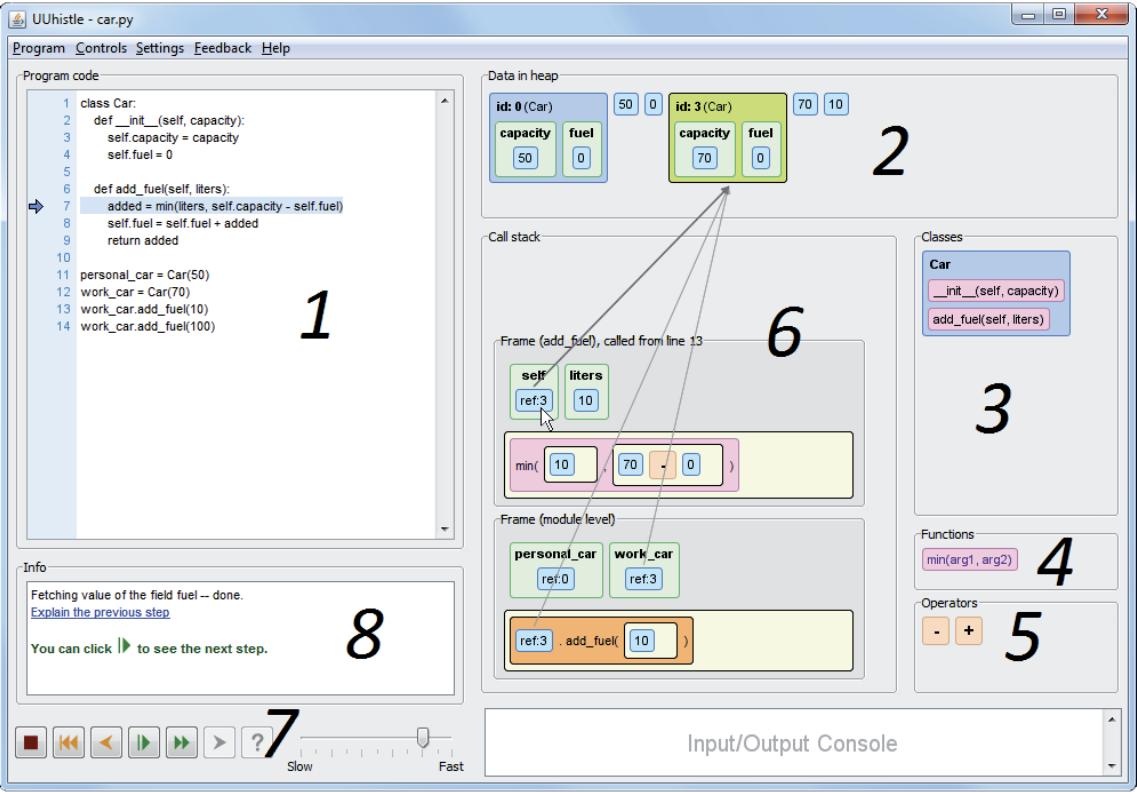 UUhistle - car.py
Program Controls Settings Feedback Help
Program code
1 class Car:
2 def __init__(self, capacity):
3 self.capacity = capacity
4 self.fuel = 0
5
6 def add_fuel(self, liters):
7 added = min(liters, self.capacity - self.fuel)
8 self.fuel = self.fuel + added
9 return added
10
11 personal_car = Car(50)
12 work_car = Car(70)
13 work_car.add_fuel(10)
14 work_car.add_fuel(100)
1
Data in heap
id: 0 (Car) 50 0 id: 3 (Car) 70 10
capacity fuel capacity fuel
50 0 70 0
2
Call stack
6
Frame (add_fuel), called from line 13
self liters
ref:3 10
min( 10 , 70 - 0 )
Frame (module level)
personal_car work_car
ref:0 ref:3
ref:3 . add_fuel( 10 )
Classes
Car
__init__(self, capacity)
add_fuel(self, liters)
3
Functions
min(arg1, arg2)
4
Operators
- +
5
Info
Fetching value of the field fuel -- done.
Explain the previous step
You can click to see the next step.
8
7
?
Slow Fast
Input/Output Console